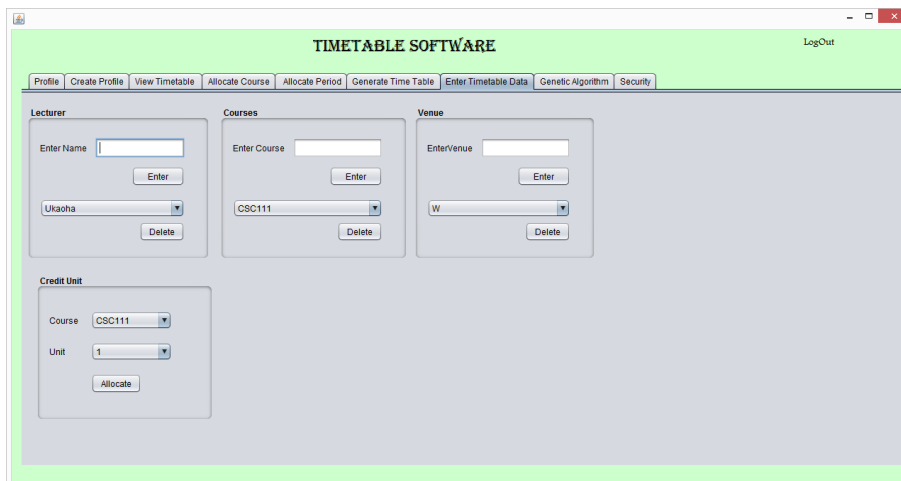 TIMETABLE SOFTWARE
LogOut
Profile Create Profile View Timetable Allocate Course Allocate Period Generate Time Table Enter Timetable Data Genetic Algorithm Security
Lecturer Courses Venue
Enter Name Enter Course EnterVenue
Enter Enter Enter
Ukaoha CSC111 W
Delete Delete Delete
Credit Unit
Course CSC111
Unit 1
Allocate